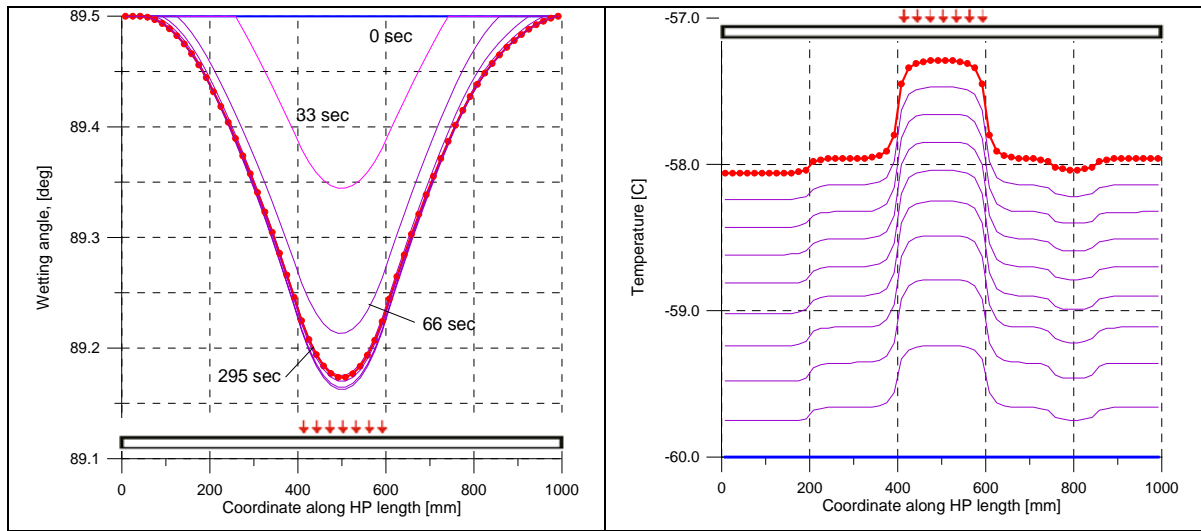 89.5
89.4
89.3
89.2
89.1
Wetting angle, [deg]
0 sec
33 sec
66 sec
295 sec
0
200
400
600
800
1000
Coordinate along HP length [mm]
-57.0
-58.0
-59.0
-60.0
Temperature [C]
0
200
400
600
800
1000
Coordinate along HP length [mm]